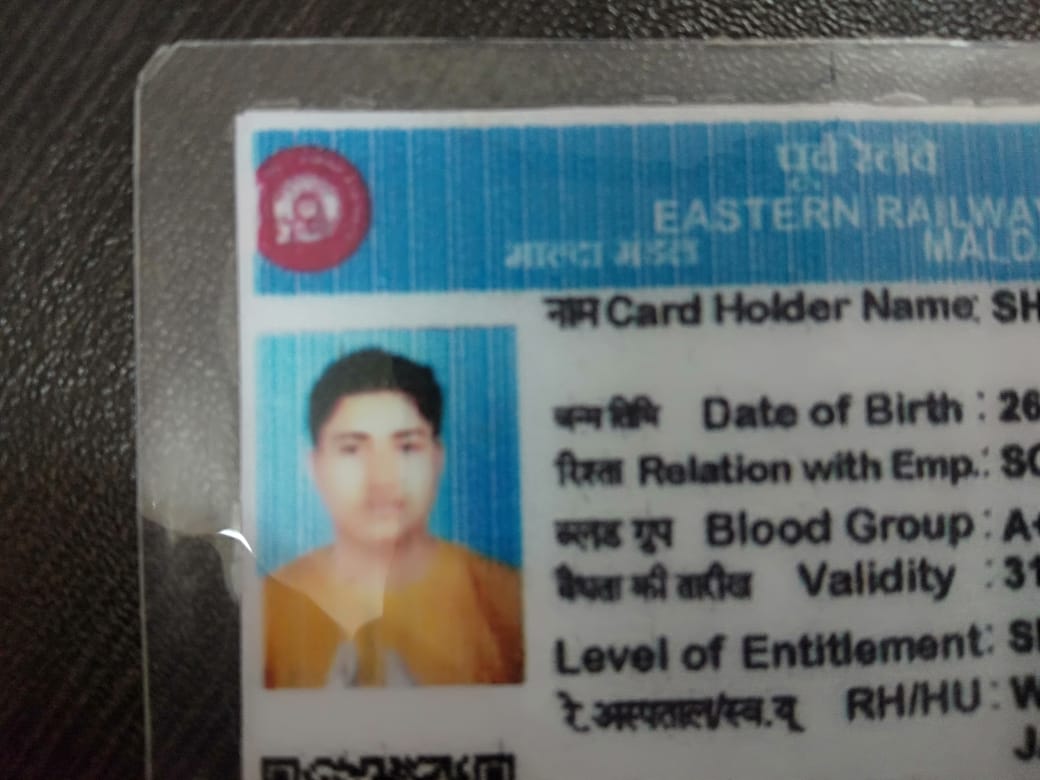 पूर्व रेलवे
EASTERN RAILWAY
माल्दा मंडल MALD
नाम Card Holder Name: SH
जन्म तिथि Date of Birth : 26
रिश्ता Relation with Emp.: SO
ब्लड ग्रुप Blood Group : A+
वैधता की तारीख Validity : 31
Level of Entitlement: S
रे.अस्पताल/स्व.यू RH/HU : W
JA